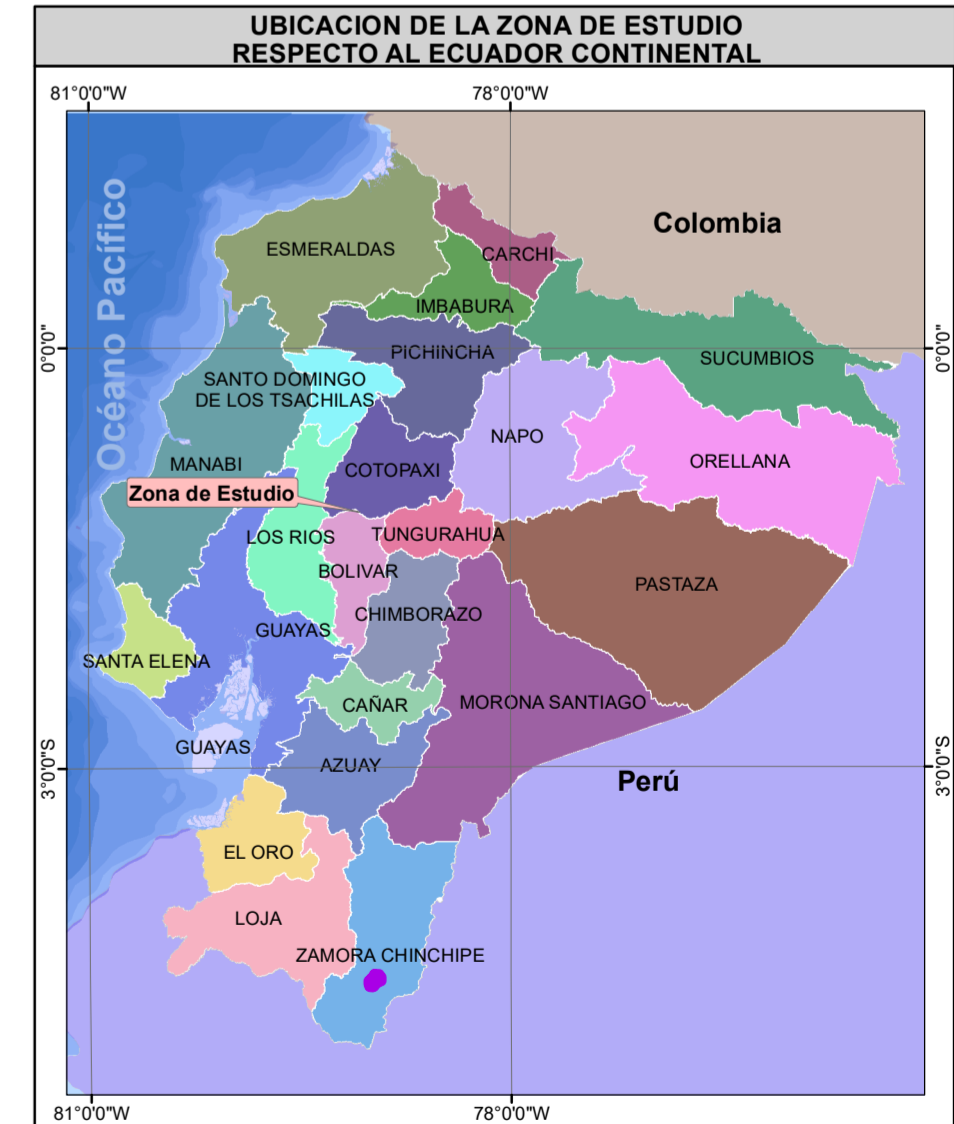 UBICACION DE LA ZONA DE ESTUDIO
RESPECTO AL ECUADOR CONTINENTAL
81°0'0"W
78°0'0"W
Océano Pacífico
Colombia
ESMERALDAS
CARCHI
IMBABURA
0°0'0"
0°0'0"
PICHINCHA
SUCUMBIOS
SANTO DOMINGO
DE LOS TSACHILAS
NAPO
MANABI
COTOPAXI
ORELLANA
Zona de Estudio
LOS RIOS
TUNGURAHUA
BOLIVAR
PASTAZA
CHIMBORAZO
GUAYAS
SANTA ELENA
CAÑAR
MORONA SANTIAGO
GUAYAS
AZUAY
3°0'0"S
3°0'0"S
Perú
EL ORO
LOJA
ZAMORA CHINCHIPE
81°0'0"W
78°0'0"W